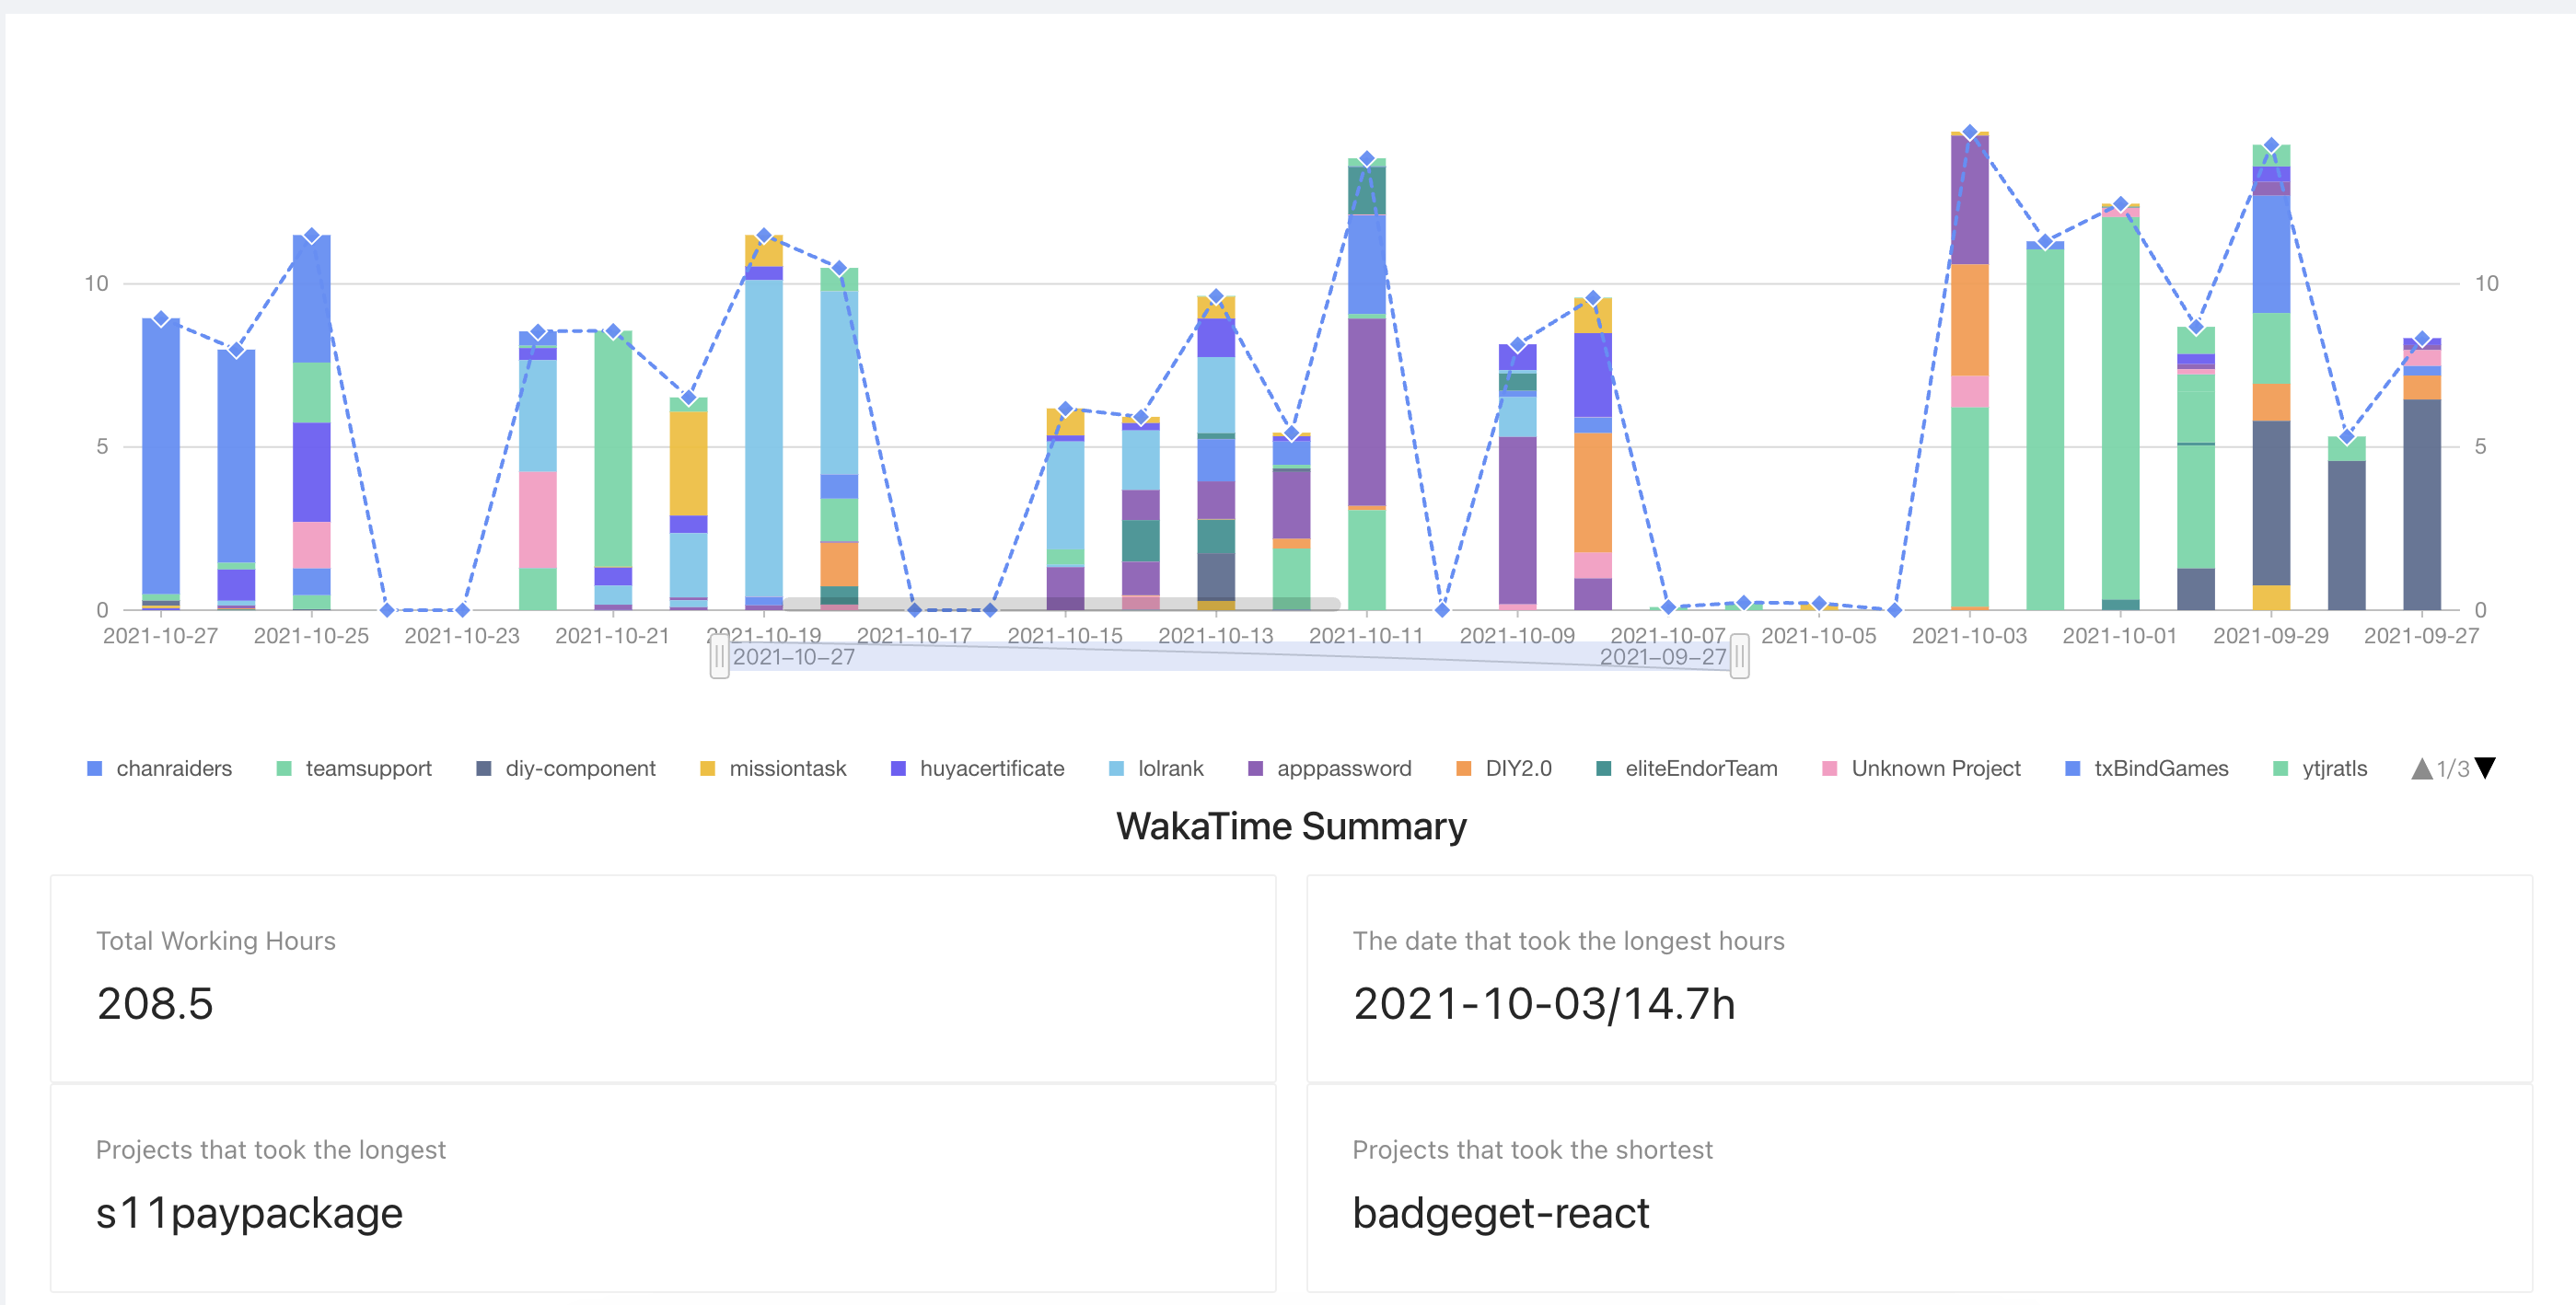 10 10
5 5
0 0
2021-10-27 2021-10-25 2021-10-23 2021-10-21 2021-10-19 2021-10-17 2021-10-15 2021-10-13 2021-10-11 2021-10-09 2021-10-07 2021-10-05 2021-10-03 2021-10-01 2021-09-29 2021-09-27
2021–10–27 2021–09–27
chanraiders teamsupport diy-component missiontask huyacertificate lolrank apppassword DIY2.0 eliteEndorTeam Unknown Project txBindGames ytjratls 1/3
WakaTime Summary
Total Working Hours
208.5
The date that took the longest hours
2021-10-03/14.7h
Projects that took the longest
s11paypackage
Projects that took the shortest
badgeget-react